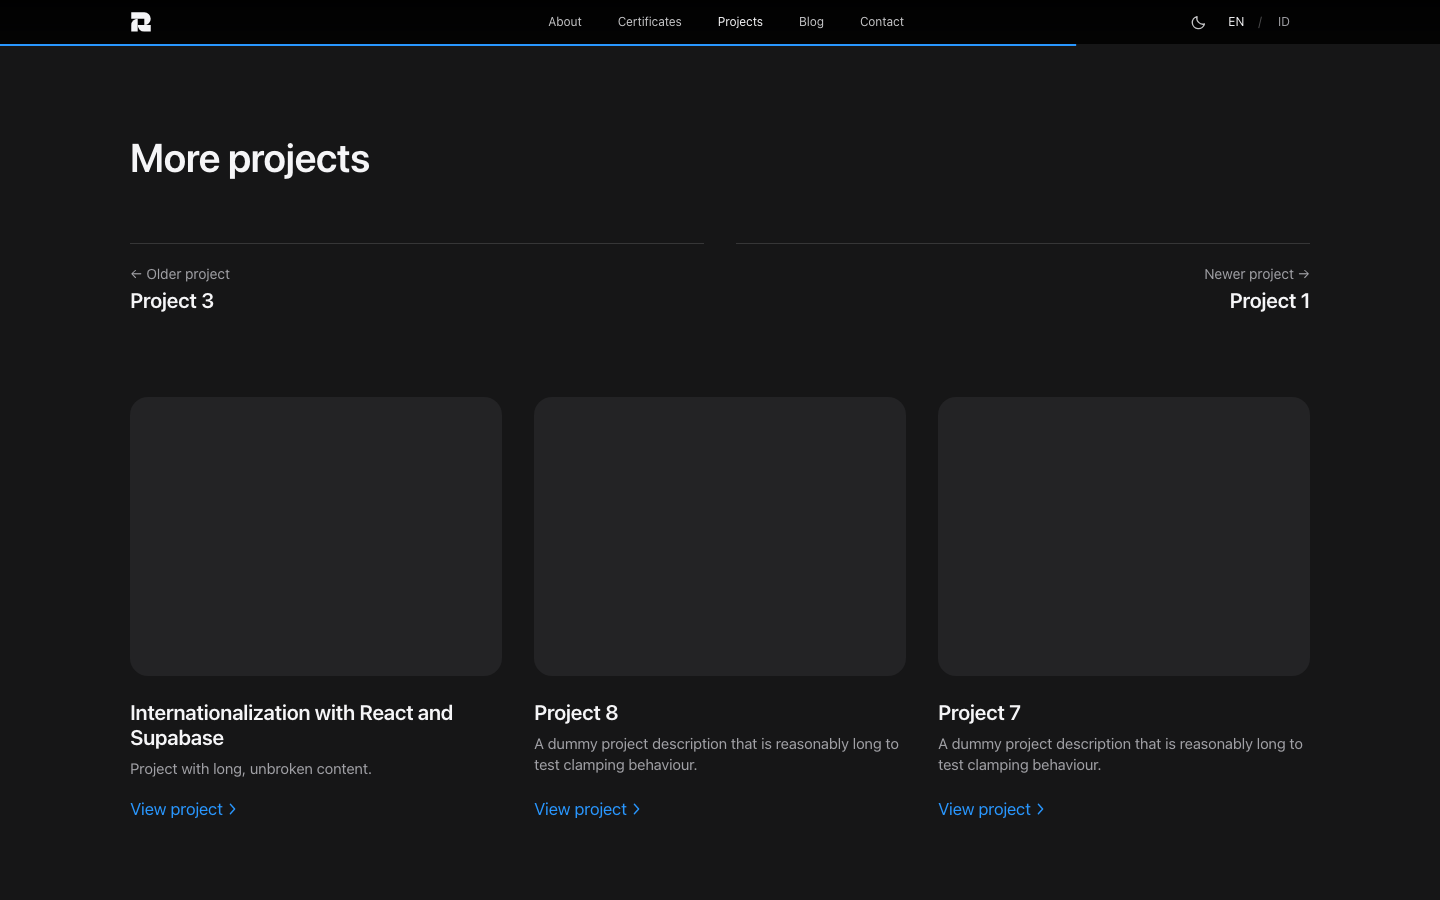 About
Certificates
Projects
Blog
Contact
EN / ID
More projects
← Older project
Project 3
Newer project →
Project 1
Internationalization with React and
Supabase
Project with long, unbroken content.
View project >
Project 8
A dummy project description that is reasonably long to
test clamping behaviour.
View project >
Project 7
A dummy project description that is reasonably long to
test clamping behaviour.
View project >